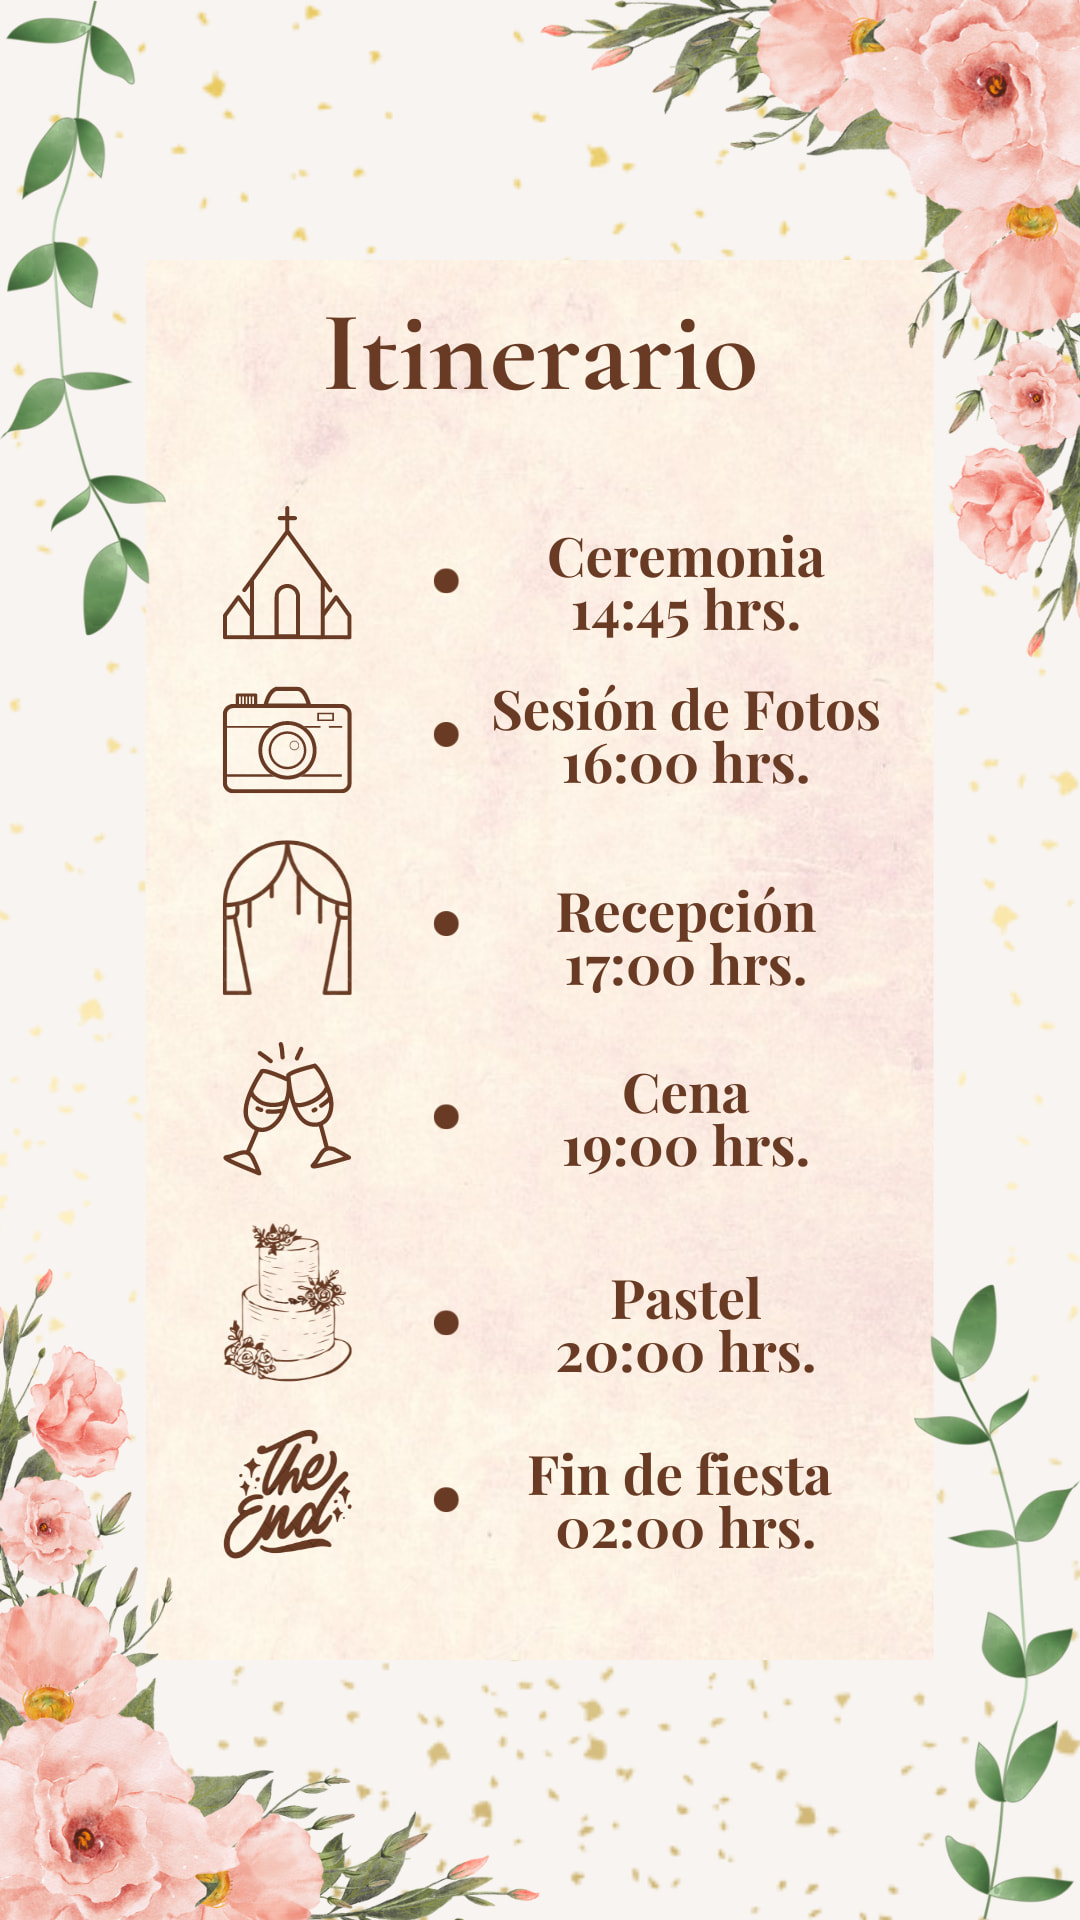 Itinerario
Ceremonia
14:45 hrs.
Sesión de Fotos
16:00 hrs.
Recepción
17:00 hrs.
Cena
19:00 hrs.
Pastel
20:00 hrs.
The
End
Fin de fiesta
02:00 hrs.